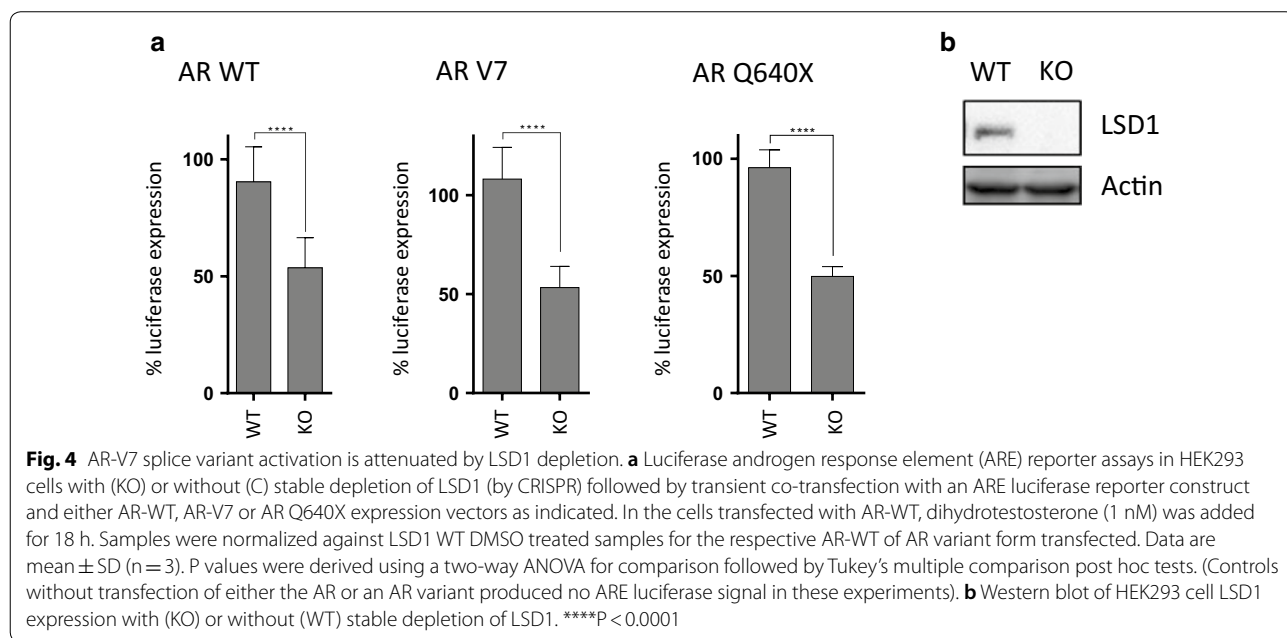 a
b
AR WT
AR V7
AR Q640X
WT KO
LSD1
Actin
% luciferase expression
100
50
0
****
WT
KO
% luciferase expression
100
50
0
****
WT
KO
% luciferase expression
100
50
0
****
WT
KO
Fig. 4 AR-V7 splice variant activation is attenuated by LSD1 depletion. a Luciferase androgen response element (ARE) reporter assays in HEK293
cells with (KO) or without (C) stable depletion of LSD1 (by CRISPR) followed by transient co-transfection with an ARE luciferase reporter construct
and either AR-WT, AR-V7 or AR Q640X expression vectors as indicated. In the cells transfected with AR-WT, dihydrotestosterone (1 nM) was added
for 18 h. Samples were normalized against LSD1 WT DMSO treated samples for the respective AR-WT of AR variant form transfected. Data are
mean ± SD (n = 3). P values were derived using a two-way ANOVA for comparison followed by Tukey's multiple comparison post hoc tests. (Controls
without transfection of either the AR or an AR variant produced no ARE luciferase signal in these experiments). b Western blot of HEK293 cell LSD1
expression with (KO) or without (WT) stable depletion of LSD1. ****P < 0.0001